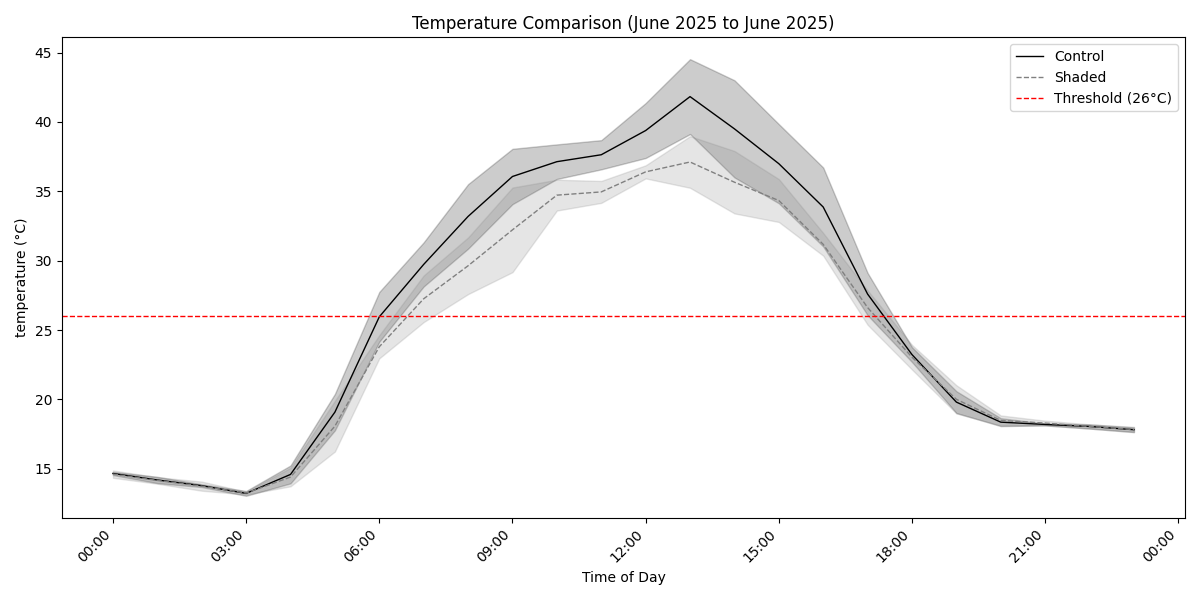 Temperature Comparison (June 2025 to June 2025)
Control
Shaded
Threshold (26°C)
temperature (°C)
45
40
35
30
25
20
15
00:00
03:00
06:00
09:00
12:00
15:00
18:00
21:00
00:00
Time of Day